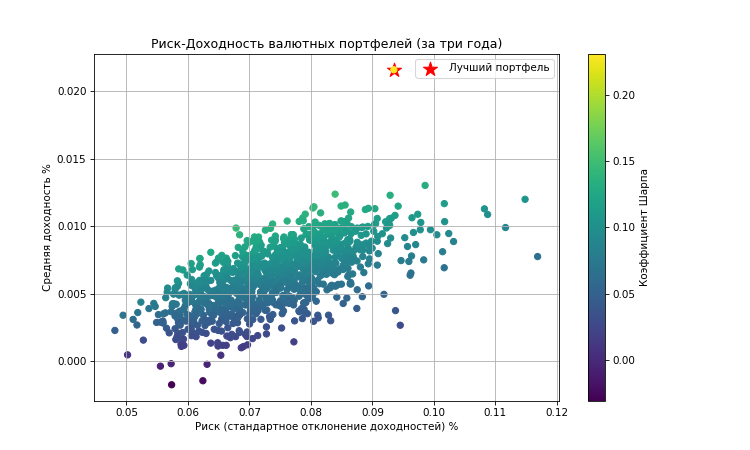 Риск-Доходность валютных портфелей (за три года)
Лучший портфель
Средняя доходность %
0.020
0.015
0.010
0.005
0.000
0.05 0.06 0.07 0.08 0.09 0.10 0.11 0.12
Риск (стандартное отклонение доходностей) %
0.20
0.15
0.10
0.05
0.00
Коэффициент Шарпа